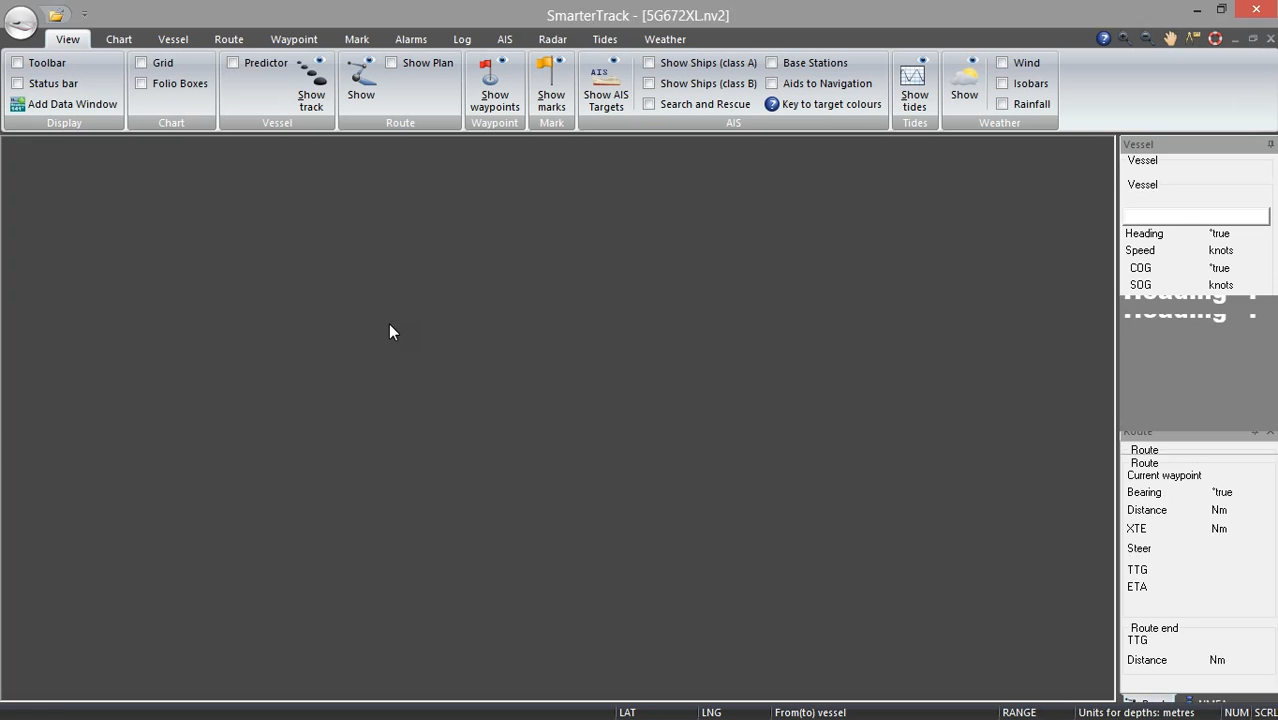 SmarterTrack - [5G672XL.nv2]
View Chart Vessel Route Waypoint Mark Alarms Log AIS Radar Tides Weather
Toolbar Grid Predictor Show Plan Show Ships (class A) Base Stations Wind
Status bar Folio Boxes Show Ships (class B) Aids to Navigation Isobars
Add Data Window Show track Show Show waypoints Show marks AIS Show AIS Targets Search and Rescue Key to target colours Show tides Show Rainfall
Display Chart Vessel Route Waypoint Mark AIS Tides Weather
Vessel
Vessel
Vessel
Heading °true
Speed knots
COG °true
SOG knots
Heading
Heading
Route
Route
Route
Current waypoint
Bearing °true
Distance Nm
XTE Nm
Steer
TTG
ETA
Route end
TTG
Distance Nm
LAT LNG From(to) vessel RANGE Units for depths: metres NUM SCRL